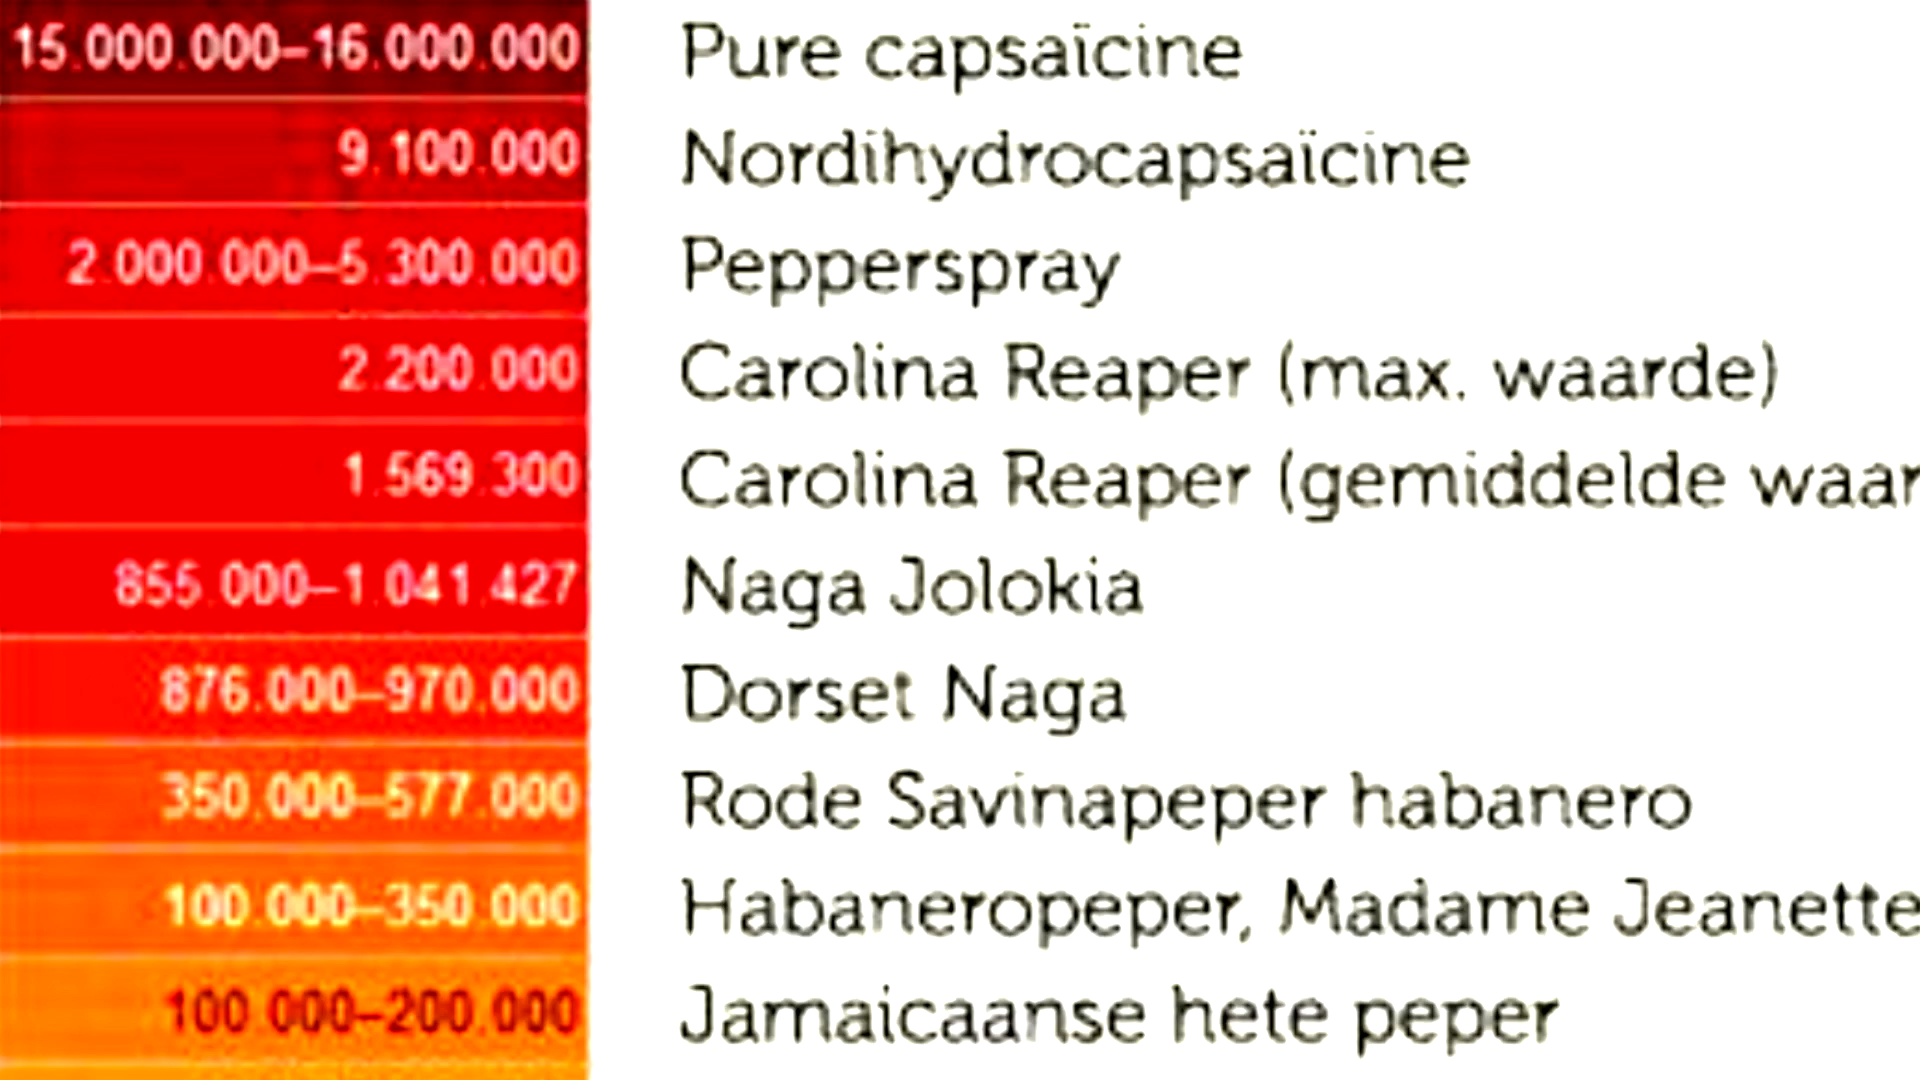 15.000.000–16.000.000 Pure capsaïcine
9.100.000 Nordihydrocapsaïcine
2.000.000–5.300.000 Pepperspray
2.200.000 Carolina Reaper (max. waarde)
1.569.300 Carolina Reaper (gemiddelde waar
855.000–1.041.427 Naga Jolokia
876.000–970.000 Dorset Naga
350.000–577.000 Rode Savinapeper habanero
100.000–350.000 Habaneropeper, Madame Jeanette
100.000–200.000 Jamaicaanse hete peper